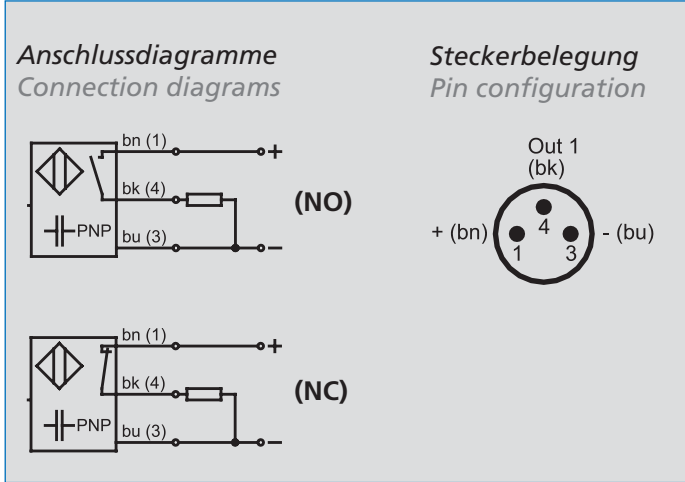 Anschlussdiagramme
Connection diagrams
bn (1)
+
bk (4)
(NO)
PNP
bu (3)
−
bn (1)
+
bk (4)
(NC)
PNP
bu (3)
−
Steckerbelegung
Pin configuration
Out 1
(bk)
+ (bn)
4
- (bu)
1
3